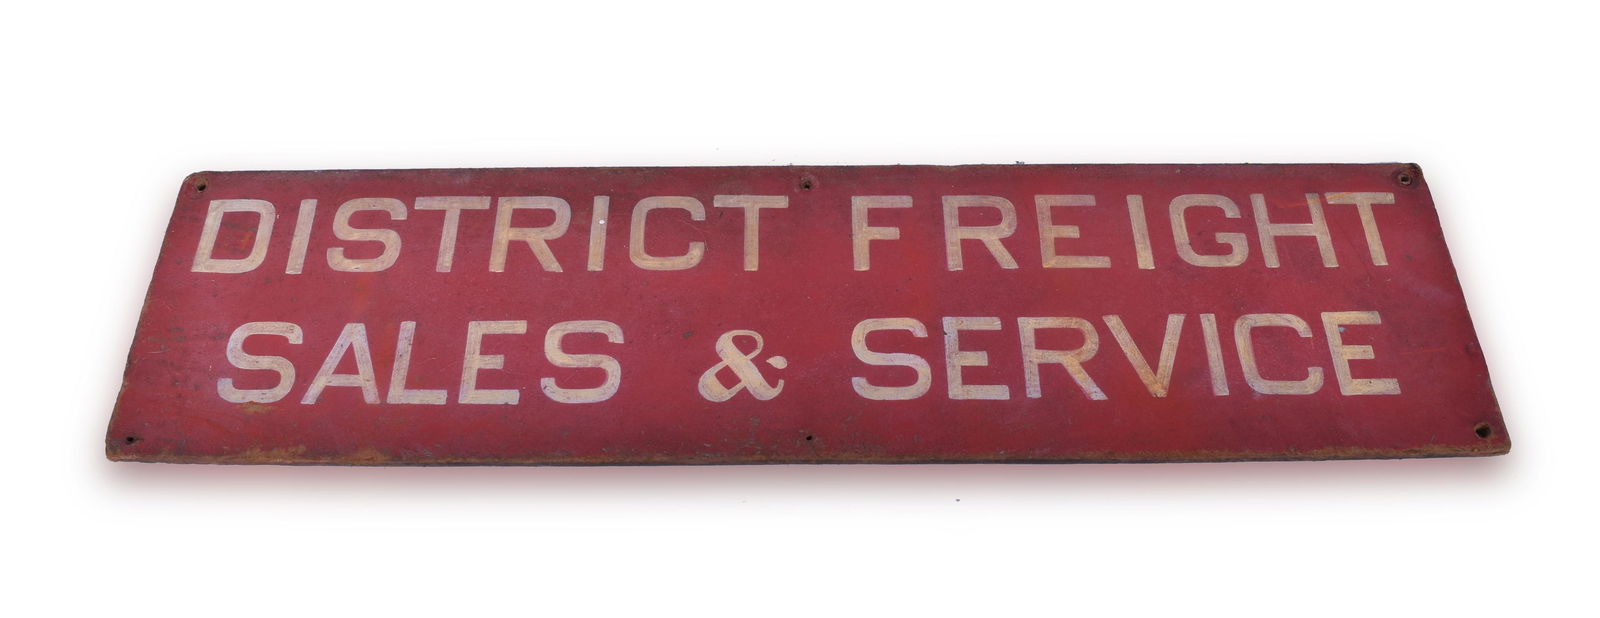 DISTRICT FREIGHT
SALES & SERVICE